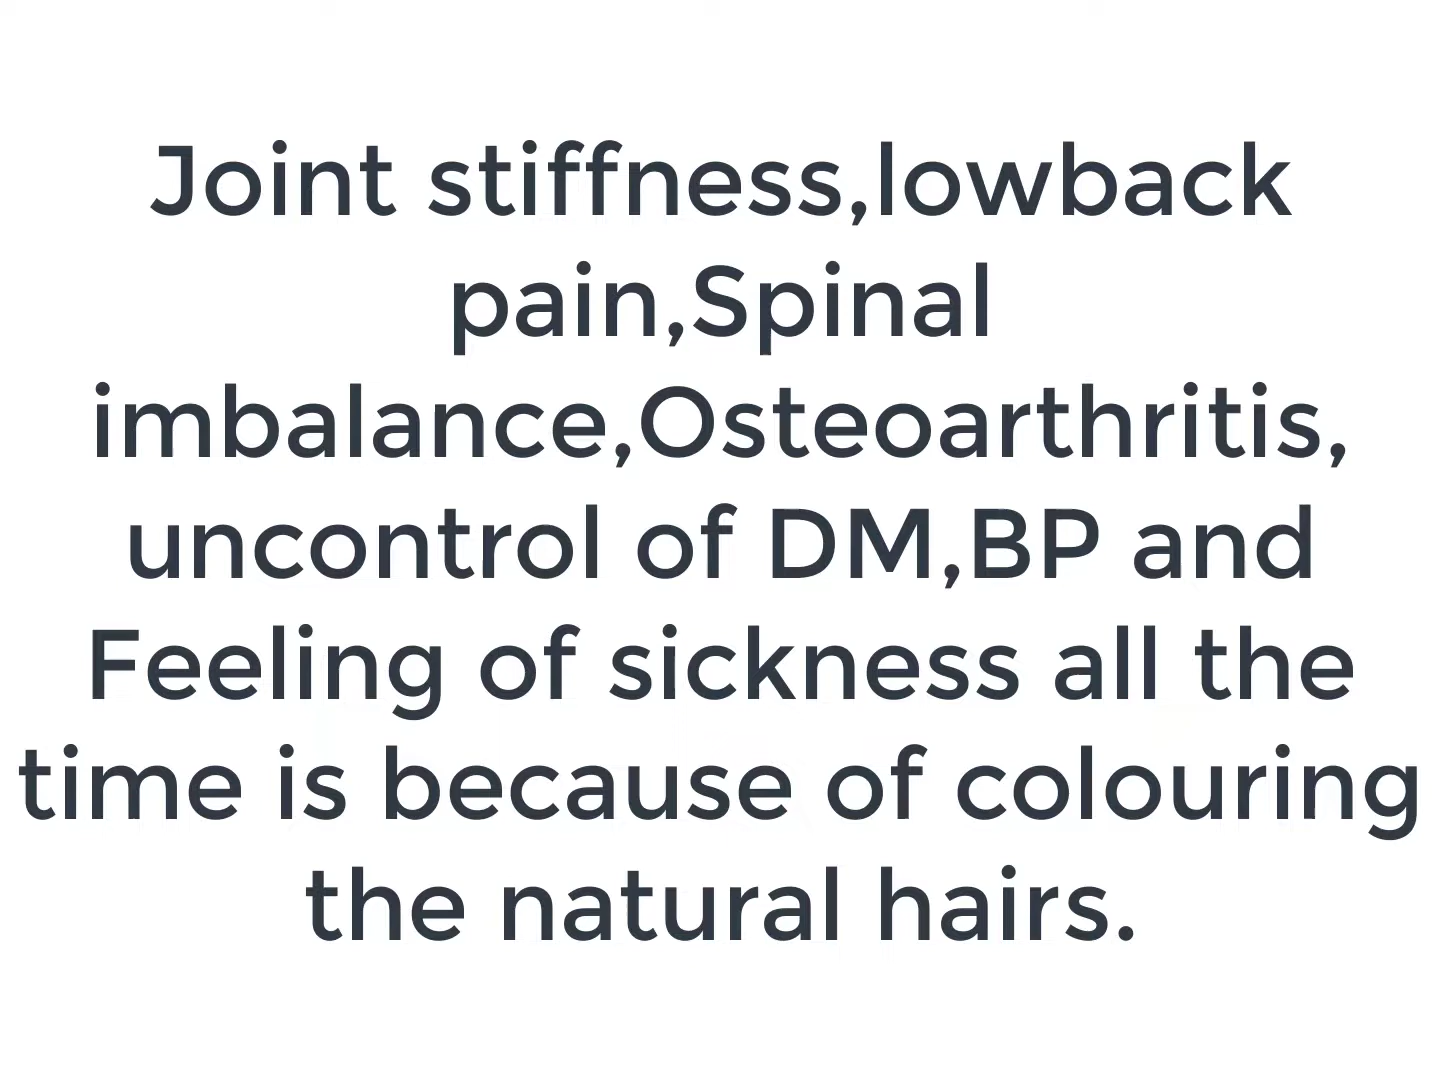 Joint stiffness,lowback
pain,Spinal
imbalance,Osteoarthritis,
uncontrol of DM,BP and
Feeling of sickness all the
time is because of colouring
the natural hairs.